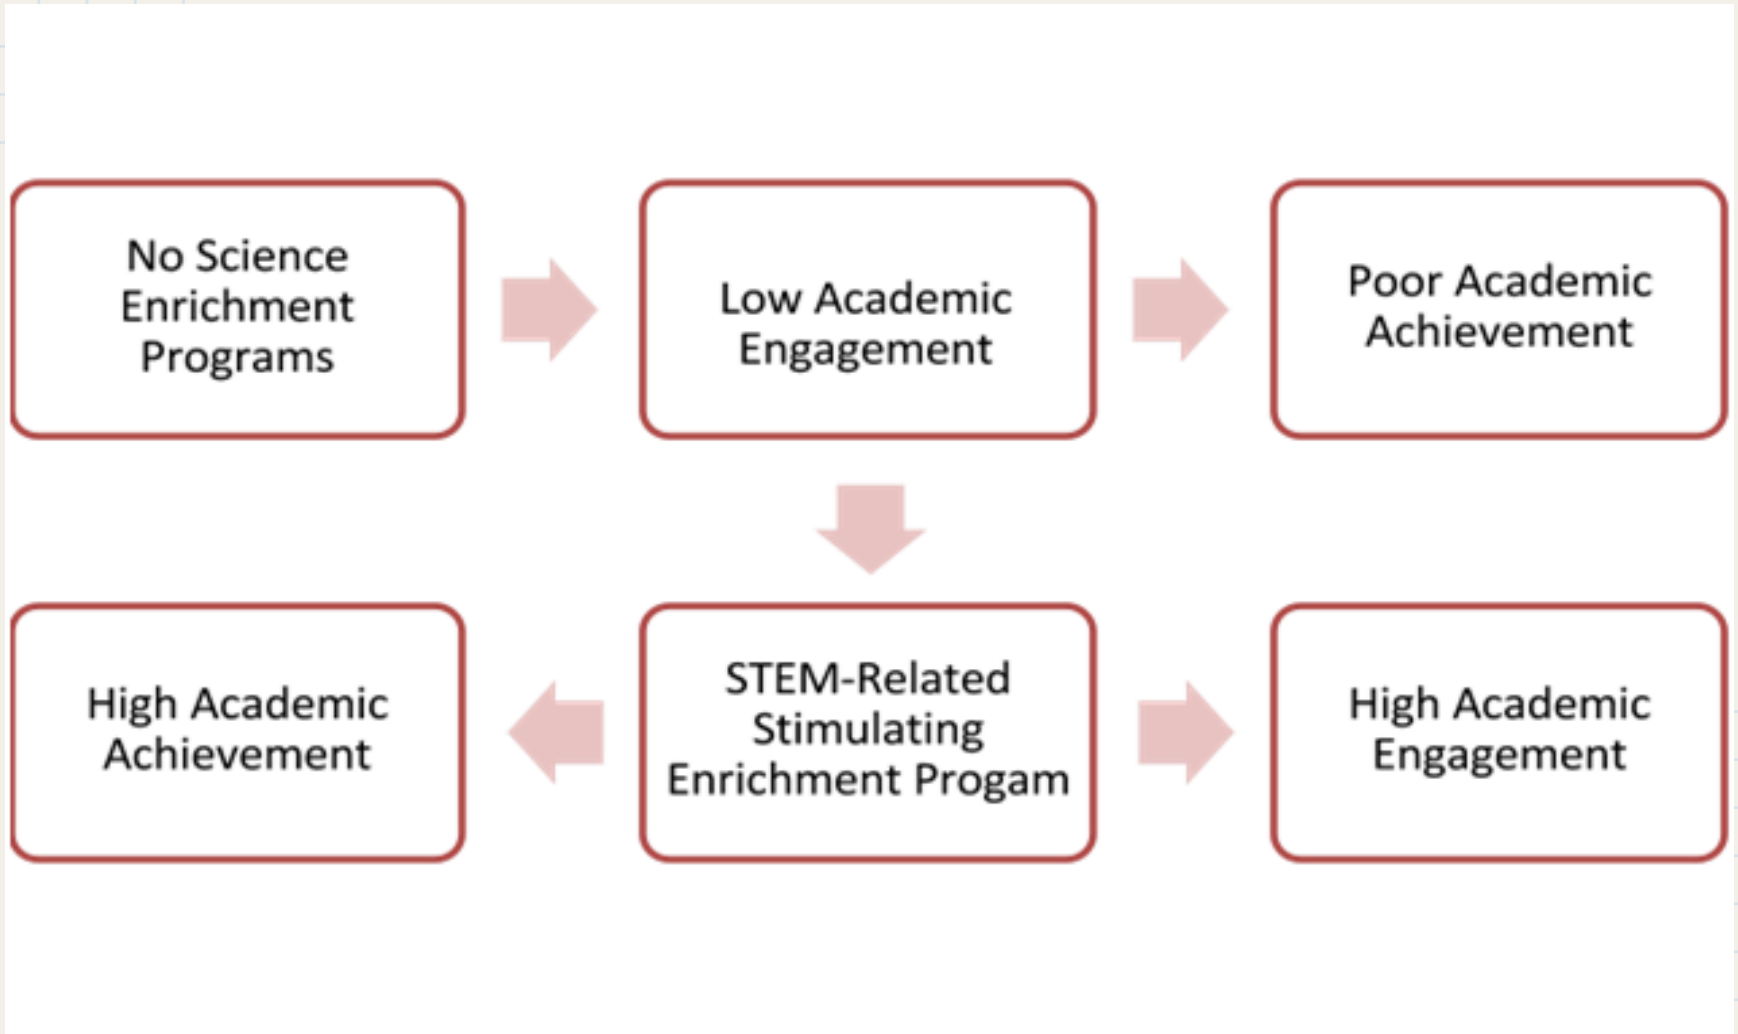 No Science
Enrichment
Programs
Low Academic
Engagement
Poor Academic
Achievement
High Academic
Achievement
STEM-Related
Stimulating
Enrichment Progam
High Academic
Engagement